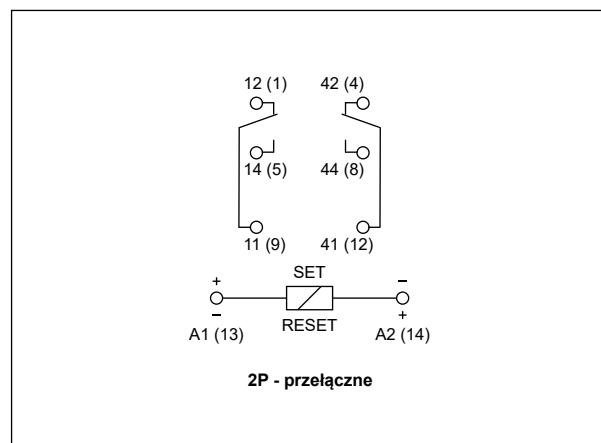 12 (1) 42 (4)
14 (5) 44 (8)
11 (9) 41 (12)
+ SET −
− RESET +
A1 (13) A2 (14)
2P - przełączne